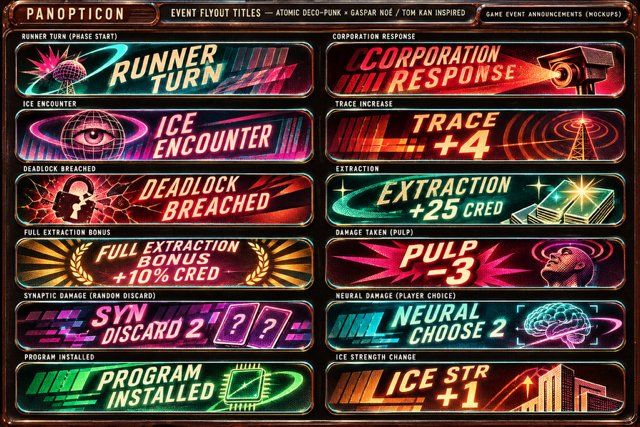 PANOPTICON
EVENT FLYOUT TITLES — ATOMIC DECO-PUNK × GASPAR NOÉ / TOM KAN INSPIRED
GAME EVENT ANNOUNCEMENTS (MOCKUPS)
RUNNER TURN (PHASE START)
RUNNER
TURN
CORPORATION RESPONSE
CORPORATION
RESPONSE
ICE ENCOUNTER
ICE
ENCOUNTER
TRACE INCREASE
TRACE
+4
DEADLOCK BREACHED
DEADLOCK
BREACHED
EXTRACTION
EXTRACTION
+25 CRED
FULL EXTRACTION BONUS
FULL EXTRACTION
BONUS
+10% CRED
DAMAGE TAKEN (PULP)
PULP
-3
SYNAPTIC DAMAGE (RANDOM DISCARD)
SYN
DISCARD 2
? ?
NEURAL DAMAGE (PLAYER CHOICE)
NEURAL
CHOOSE 2
PROGRAM INSTALLED
PROGRAM
INSTALLED
ICE STRENGTH CHANGE
ICE STR
+1